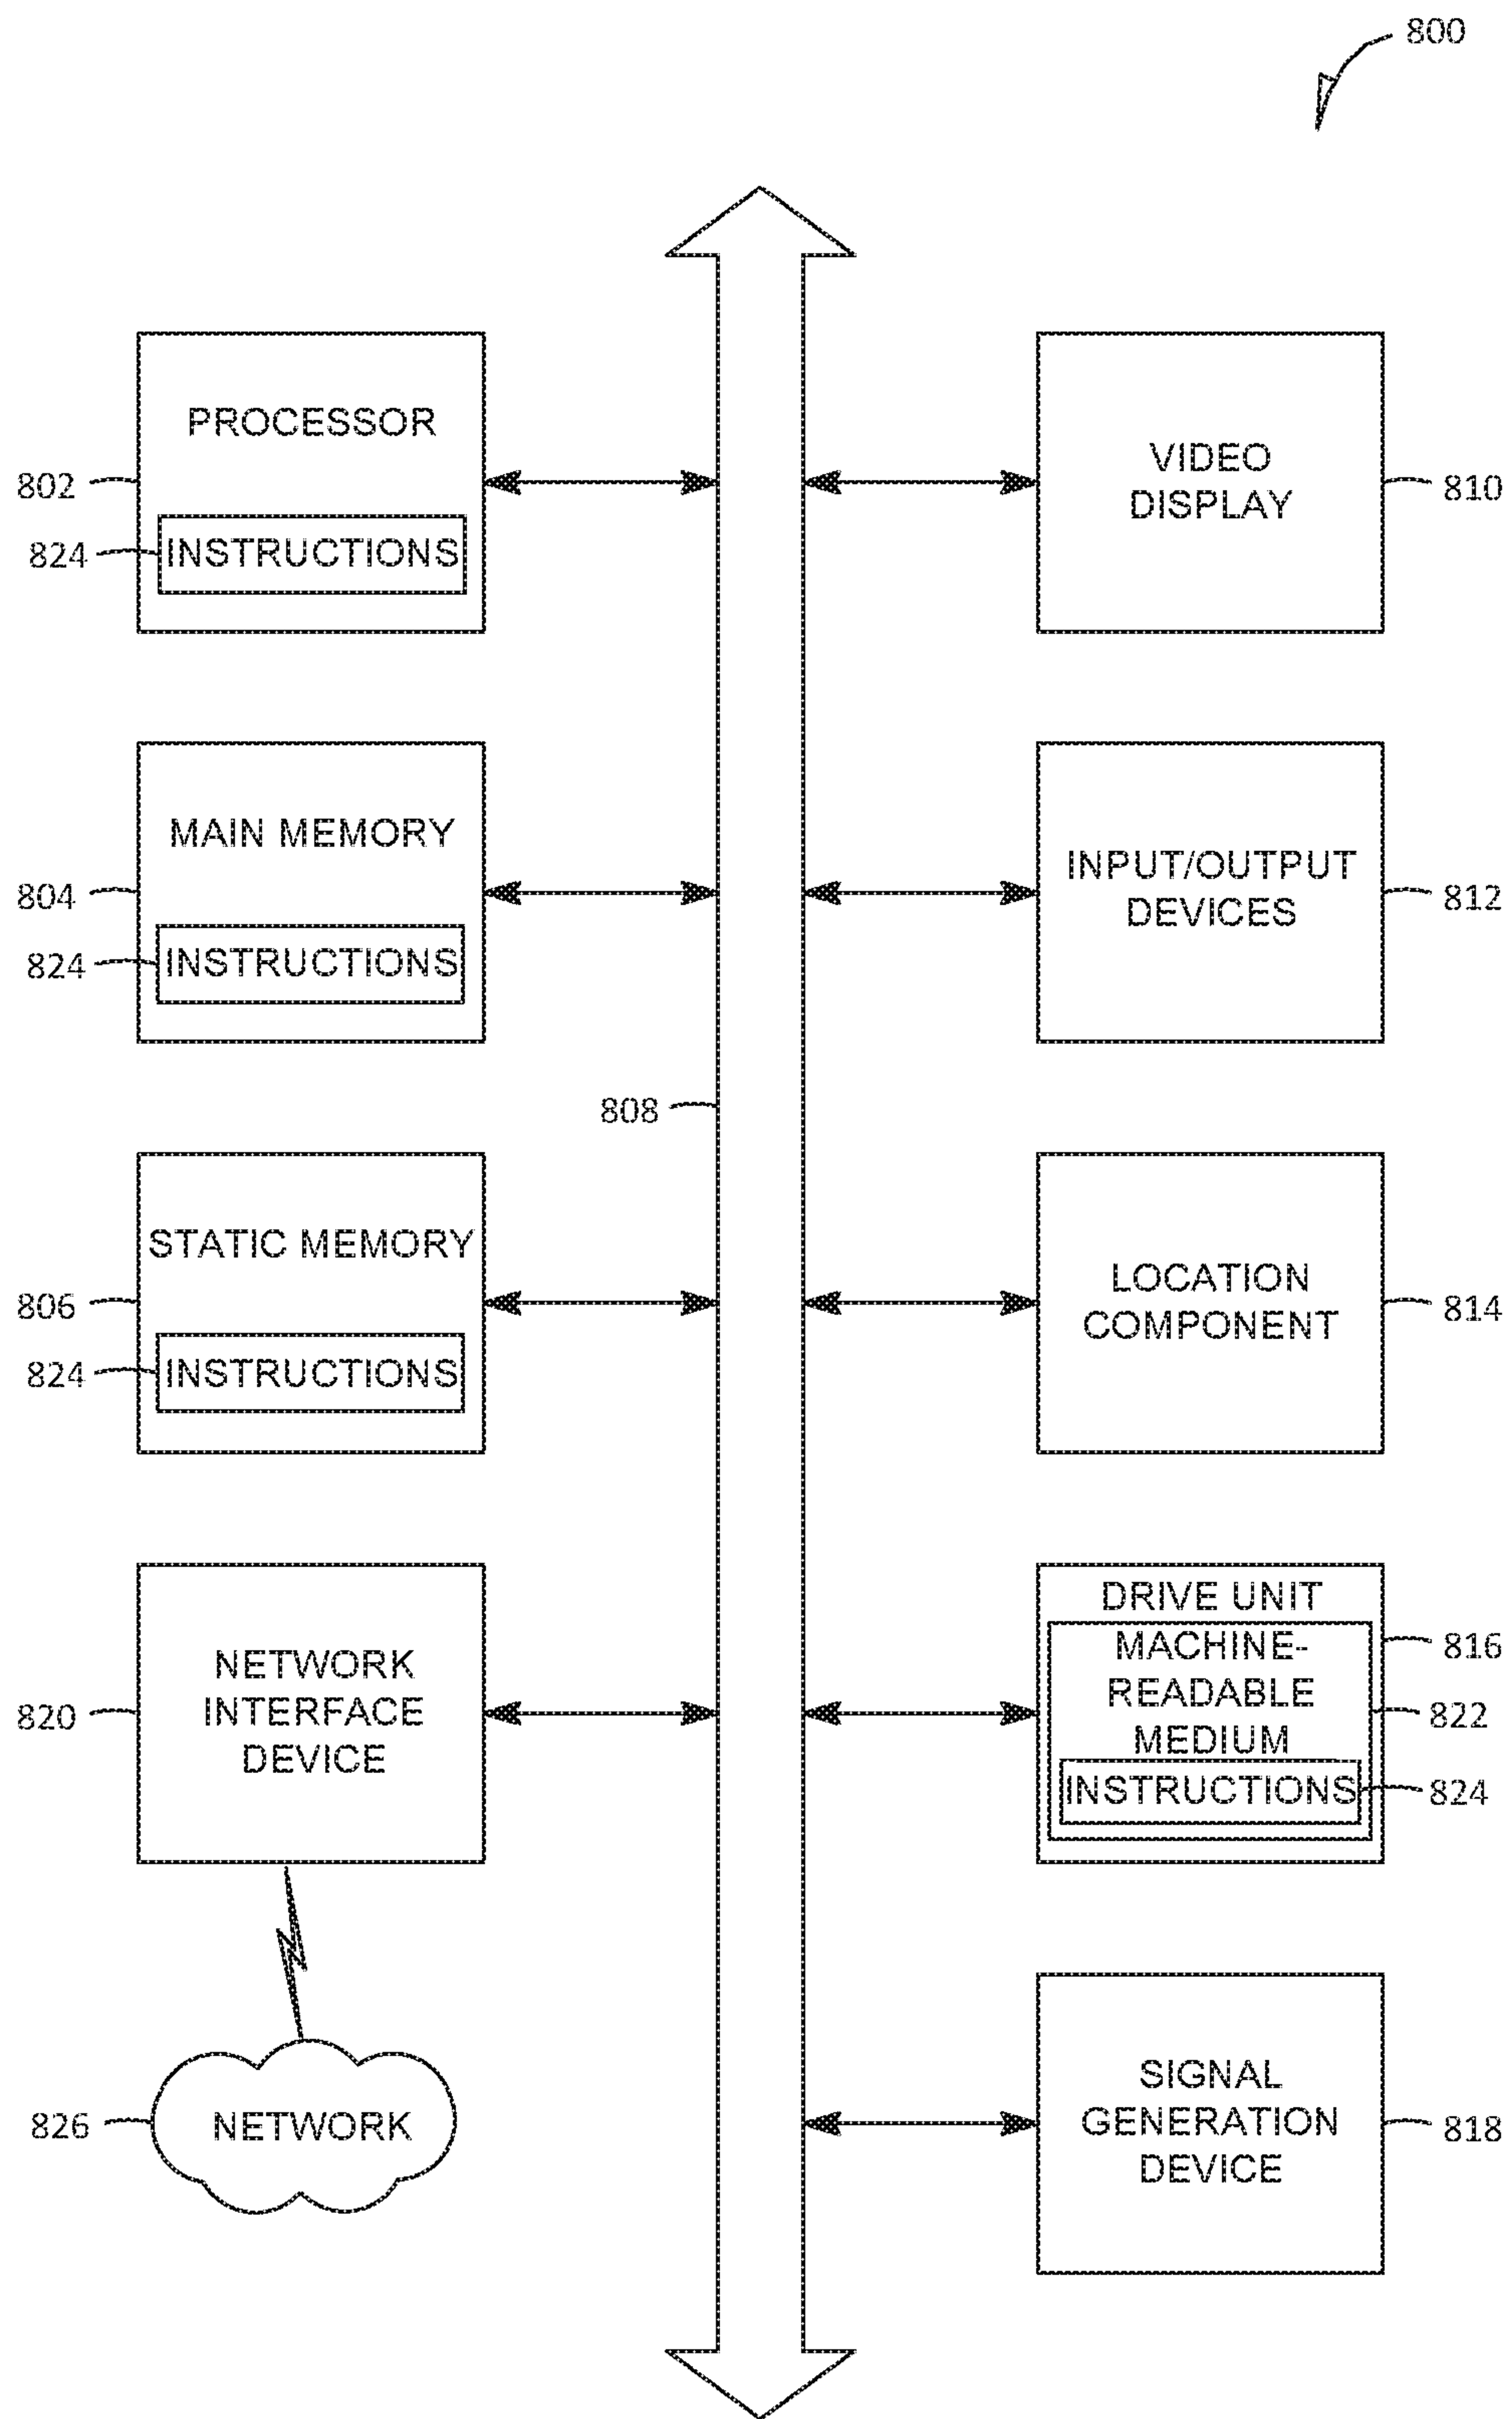 800
PROCESSOR
802
824
INSTRUCTIONS
VIDEO
DISPLAY
810
MAIN MEMORY
804
824
INSTRUCTIONS
INPUT/OUTPUT
DEVICES
812
808
STATIC MEMORY
806
824
INSTRUCTIONS
LOCATION
COMPONENT
814
NETWORK
INTERFACE
DEVICE
820
DRIVE UNIT
816
MACHINE-
READABLE
MEDIUM
822
INSTRUCTIONS
824
NETWORK
826
SIGNAL
GENERATION
DEVICE
818